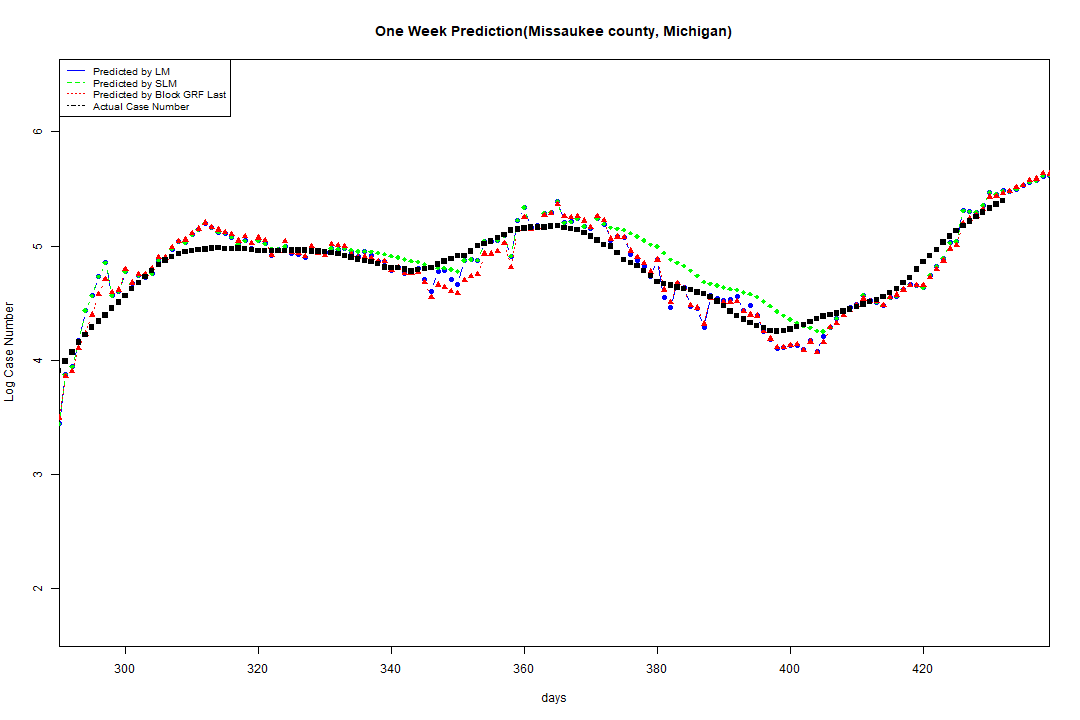 One Week Prediction(Missaukee county, Michigan)
Predicted by LM
Predicted by SLM
Predicted by Block GRF Last
Actual Case Number
6
5
4
3
2
Log Case Number
300 320 340 360 380 400 420
days